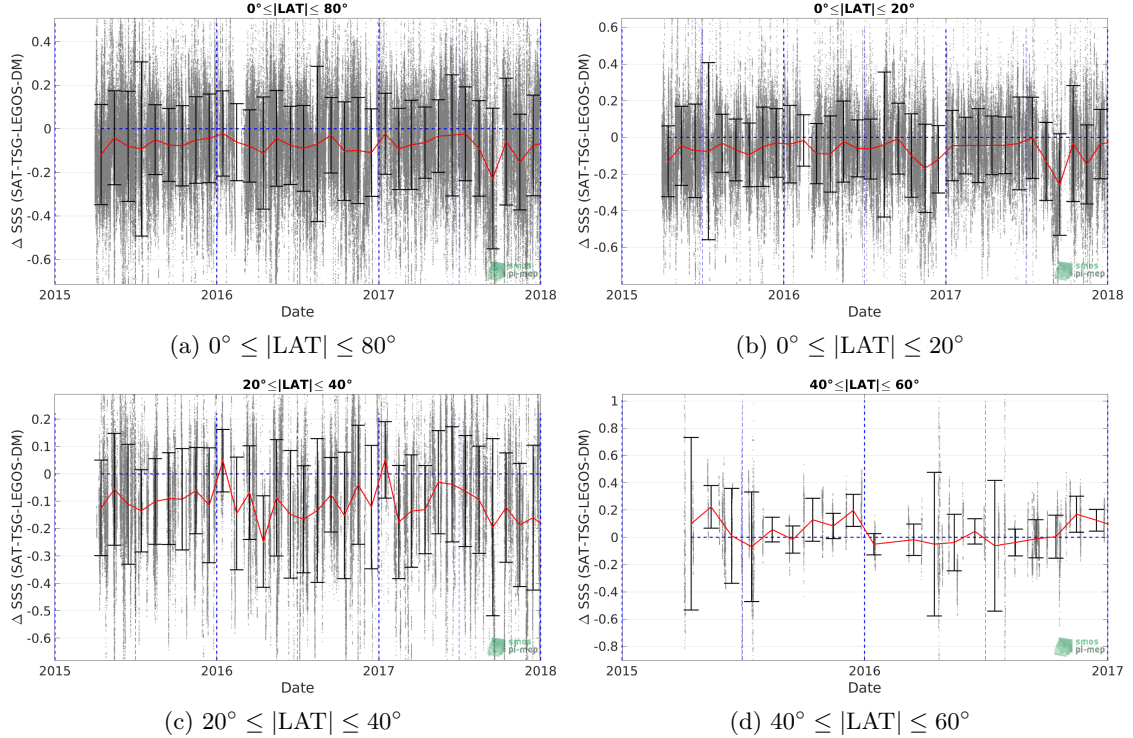 0°≤|LAT|≤ 80°
Δ SSS (SAT-TSG-LEGOS-DM)
0.4
0.2
0
-0.2
-0.4
-0.6
2015
2016
2017
2018
Date
smos
pi-mep
(a) 0° ≤ |LAT| ≤ 80°
0°≤|LAT|≤ 20°
Δ SSS (SAT-TSG-LEGOS-DM)
0.6
0.4
0.2
0
-0.2
-0.4
-0.6
2015
2016
2017
2018
Date
smos
pi-mep
(b) 0° ≤ |LAT| ≤ 20°
20°≤|LAT|≤ 40°
Δ SSS (SAT-TSG-LEGOS-DM)
0.2
0.1
0
-0.1
-0.2
-0.3
-0.4
-0.5
-0.6
2015
2016
2017
2018
Date
smos
pi-mep
(c) 20° ≤ |LAT| ≤ 40°
40°≤|LAT|≤ 60°
Δ SSS (SAT-TSG-LEGOS-DM)
1
0.8
0.6
0.4
0.2
0
-0.2
-0.4
-0.6
-0.8
2015
2016
2017
Date
smos
pi-mep
(d) 40° ≤ |LAT| ≤ 60°